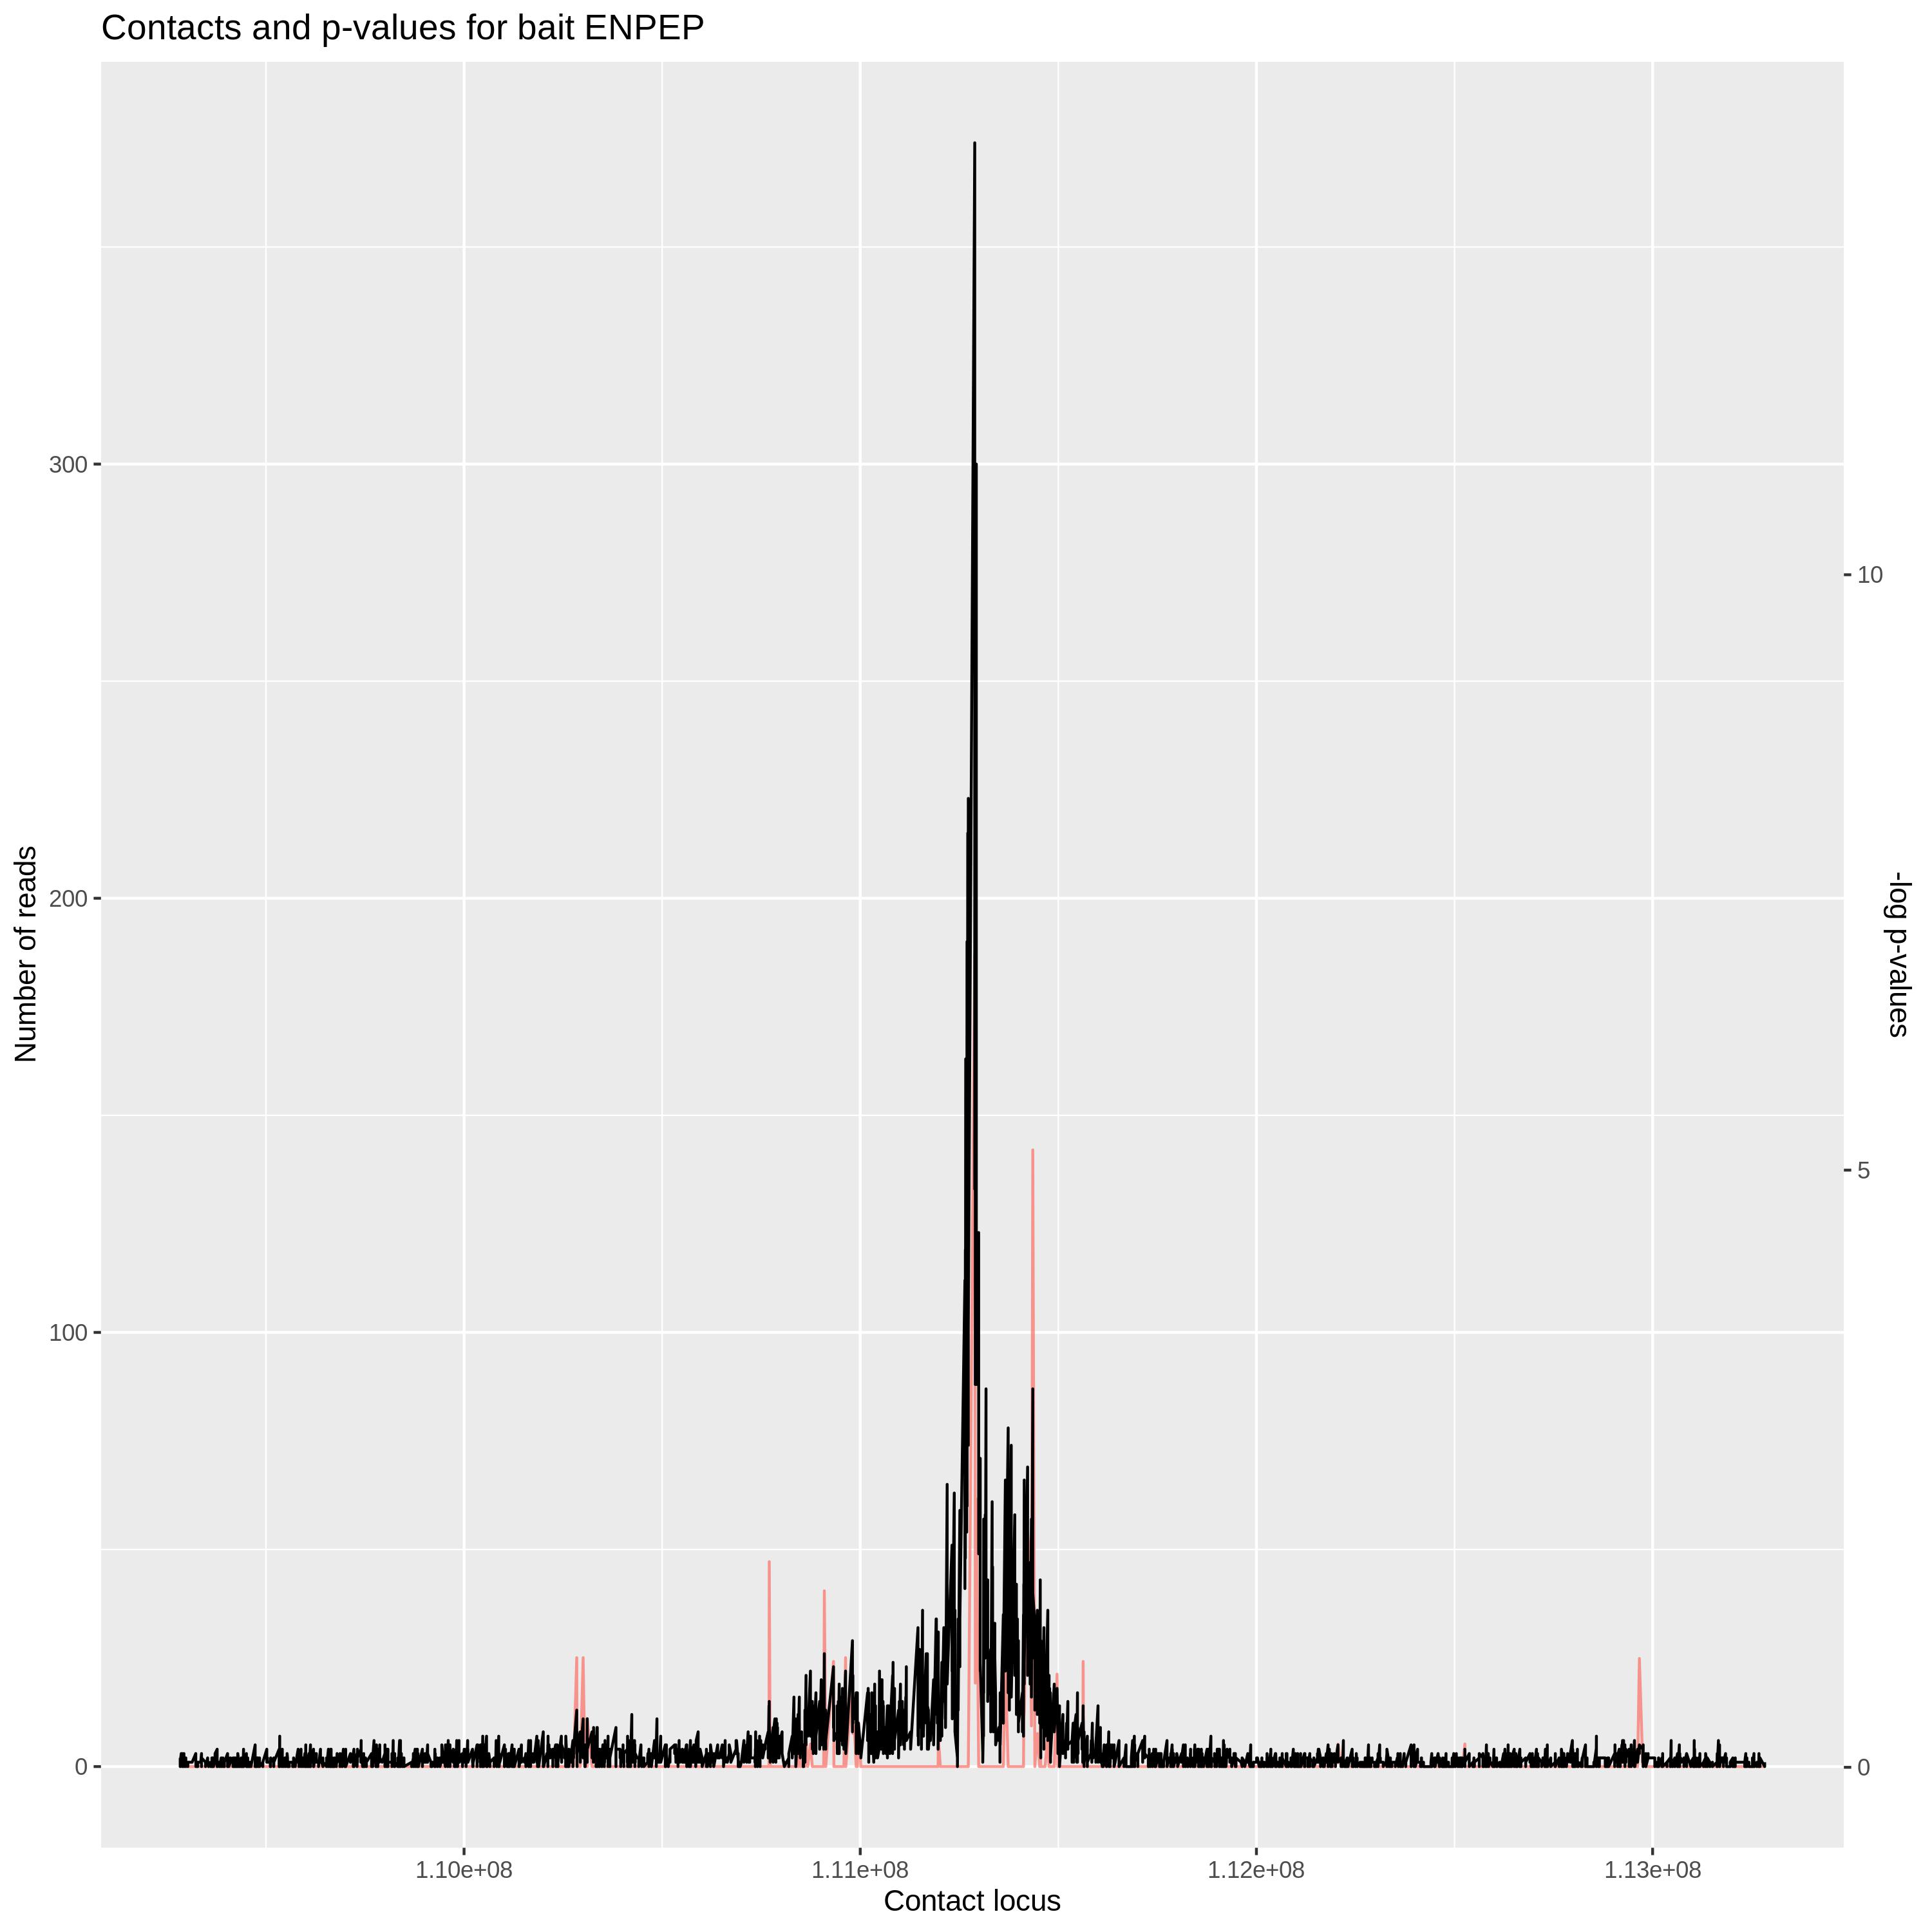 Contacts and p-values for bait ENPEP
Number of reads
300
200
100
0
10
5
0
-log p-values
1.10e+08
1.11e+08
1.12e+08
1.13e+08
Contact locus